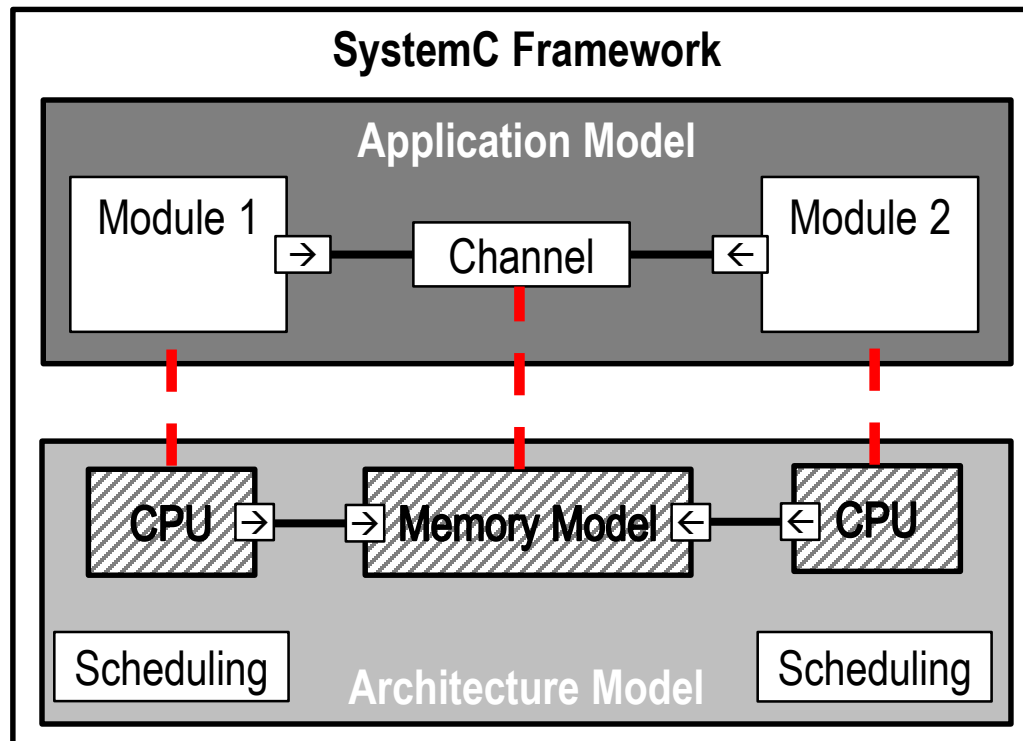 SystemC Framework
Application Model
Module 1
→
Channel
←
Module 2
CPU
→
→
Memory Model
←
←
CPU
Scheduling
Architecture Model
Scheduling